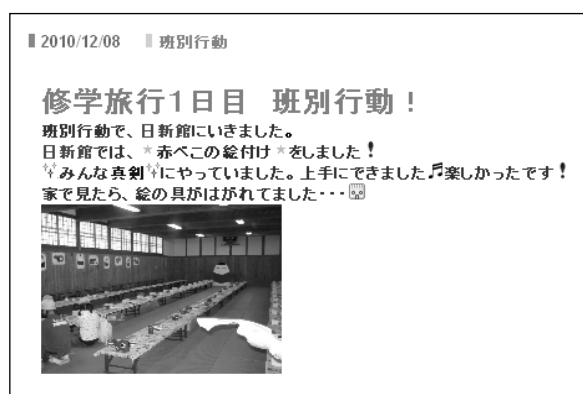 2010/12/08 班別行動
修学旅行1日目 班別行動！
班別行動で、日新館にいきました。
日新館では、★赤べこの絵付け★をしました！
みんな真剣にやっていました。上手にできました♬楽しかったです！
家で見たら、絵の具がはがれてました・・・